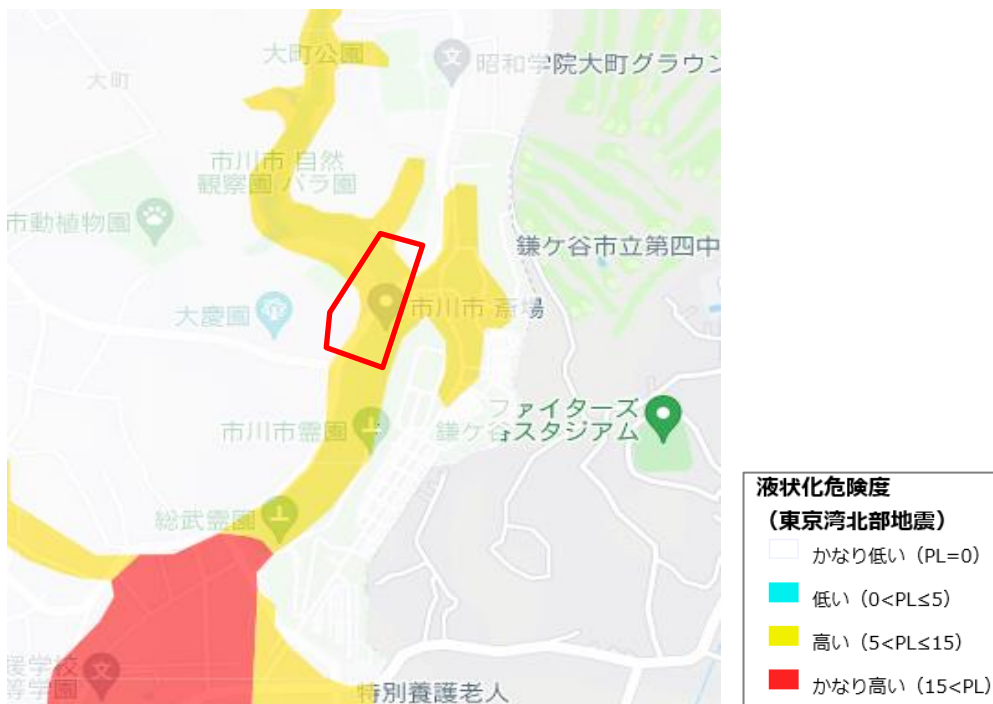 大町公園
昭和学院大町グラウン
大町
市川市 自然
観察園 バラ園
市動植物園
鎌ケ谷市立第四中
大慶園
市川市 斎場
ファイターズ
鎌ケ谷スタジアム
市川市霊園
総武霊園
援学校
等学園
特別養護老人
液状化危険度
（東京湾北部地震）
かなり低い（PL=0）
低い（0<PL≤5）
高い（5<PL≤15）
かなり高い（15<PL）